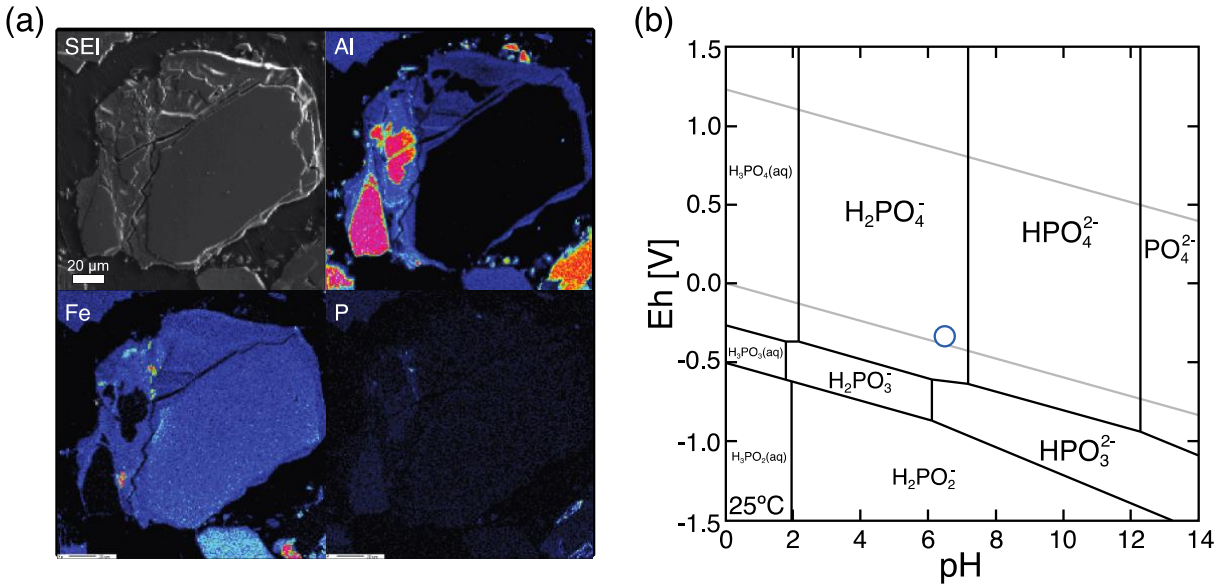 (a)
SEI
Al
20 µm
Fe
P
(b)
Eh [V]
1.5
1.0
0.5
0.0
-0.5
-1.0
-1.5
H₃PO₄(aq)
H₂PO₄⁻
HPO₄²⁻
PO₄²⁻
H₃PO₃(aq)
H₂PO₃⁻
HPO₃²⁻
H₃PO₂(aq)
H₂PO₂⁻
25ºC
0 2 4 6 8 10 12 14
pH